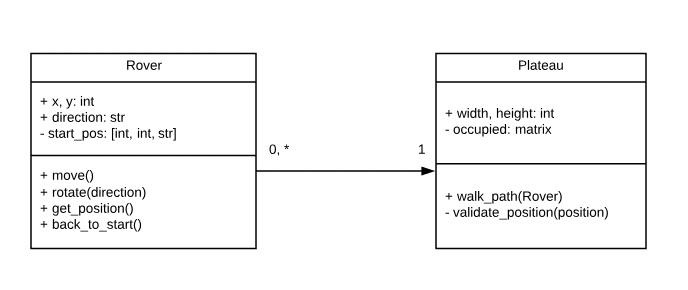 Rover
+ x, y: int
+ direction: str
- start_pos: [int, int, str]
+ move()
+ rotate(direction)
+ get_position()
+ back_to_start()
0, *
1
Plateau
+ width, height: int
- occupied: matrix
+ walk_path(Rover)
- validate_position(position)